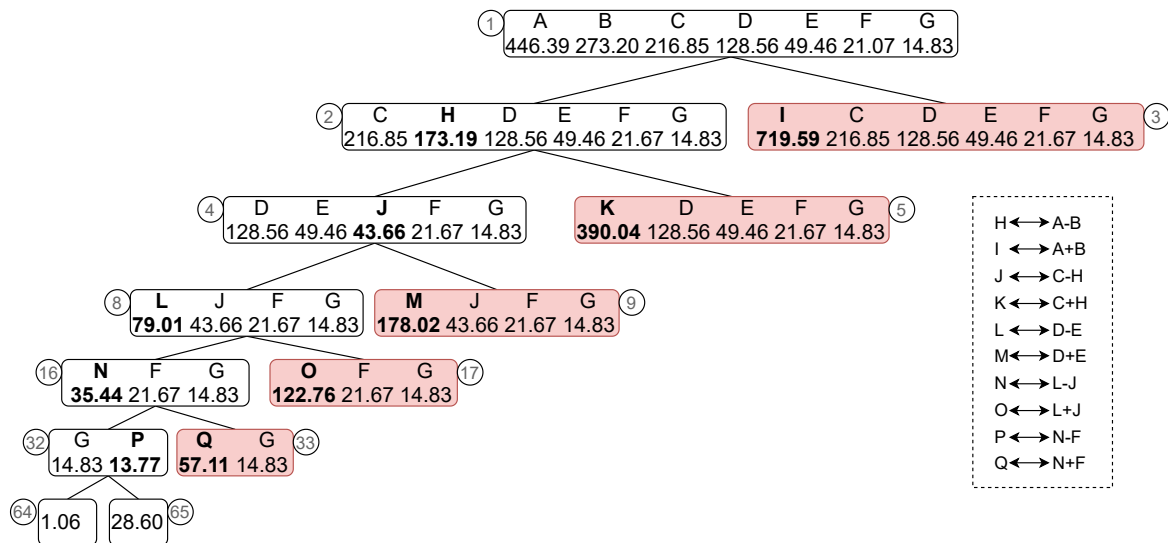 1
A B C D E F G
446.39 273.20 216.85 128.56 49.46 21.07 14.83
2
C H D E F G
216.85 173.19 128.56 49.46 21.67 14.83
I C D E F G
719.59 216.85 128.56 49.46 21.67 14.83
3
4
D E J F G
128.56 49.46 43.66 21.67 14.83
K D E F G
390.04 128.56 49.46 21.67 14.83
5
8
L J F G
79.01 43.66 21.67 14.83
M J F G
178.02 43.66 21.67 14.83
9
16
N F G
35.44 21.67 14.83
O F G
122.76 21.67 14.83
17
32
G P
14.83 13.77
Q G
57.11 14.83
33
64
1.06
28.60
65
H ⟷ A-B
I ⟷ A+B
J ⟷ C-H
K ⟷ C+H
L ⟷ D-E
M ⟷ D+E
N ⟷ L-J
O ⟷ L+J
P ⟷ N-F
Q ⟷ N+F